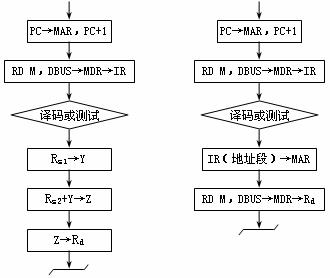 PC→MAR，PC+1
RD M，DBUS→MDR→IR
译码或测试
Rs1→Y
Rs2+Y→Z
Z→Rd
PC→MAR，PC+1
RD M，DBUS→MDR→IR
译码或测试
IR(地址段)→MAR
RD M，DBUS→MDR→Rd